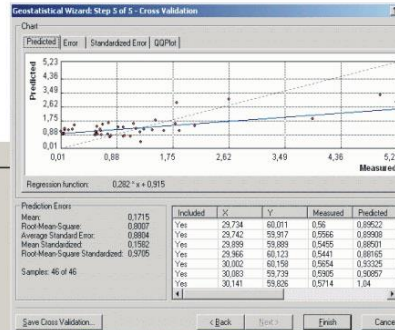 Geostatistical Wizard: Step 5 of 5 - Cross Validation
Chart
Predicted Error Standardized Error QQPlot
Predicted
5,23
4,36
3,49
2,62
1,75
0,88
0,01
0,01 0,88 1,75 2,62 3,49 4,36 5,23
Measured
Regression function: 0,282 * x + 0,915
Prediction Errors
Mean: 0,1715
Root-Mean-Square: 0,8007
Average Standardized Error: 0,8804
Mean Standardized: 0,1582
Root-Mean-Square Standardized: 0,9705
Samples: 46 of 46
Included X Y Measured Predicted
Yes 29,734 60,011 0,56 0,89522
Yes 29,742 59,917 0,5566 0,89908
Yes 29,899 59,889 0,5455 0,88501
Yes 29,966 60,123 0,5441 0,88165
Yes 30,002 60,158 0,5654 0,93325
Yes 30,083 59,739 0,5905 0,90857
Yes 30,141 59,826 0,5714 1,04
Save Cross Validation... < Back Next > Finish Cancel